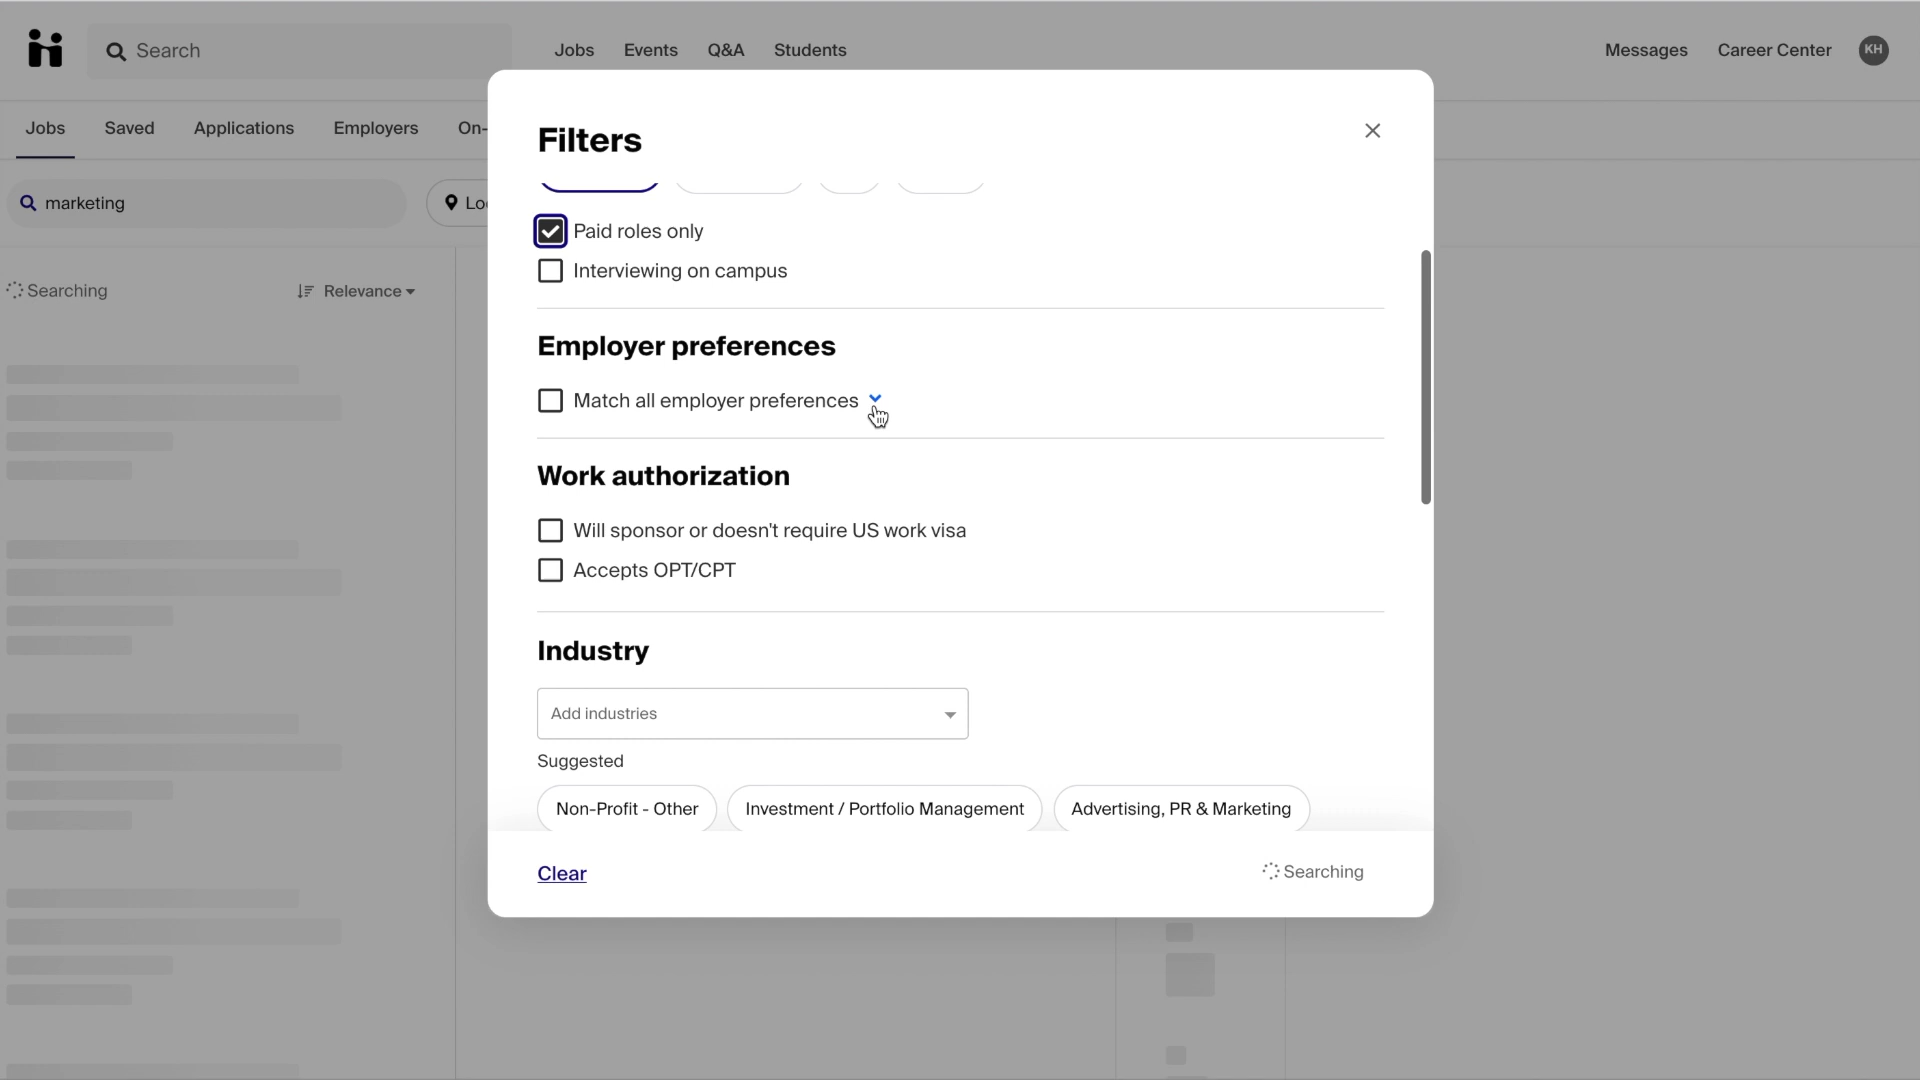 Search
Jobs Events Q&A Students
Messages Career Center KH
Jobs Saved Applications Employers On-
marketing
Lo
Searching Relevance
Filters
Paid roles only
Interviewing on campus
Employer preferences
Match all employer preferences
Work authorization
Will sponsor or doesn't require US work visa
Accepts OPT/CPT
Industry
Add industries
Suggested
Non-Profit - Other Investment / Portfolio Management Advertising, PR & Marketing
Clear Searching